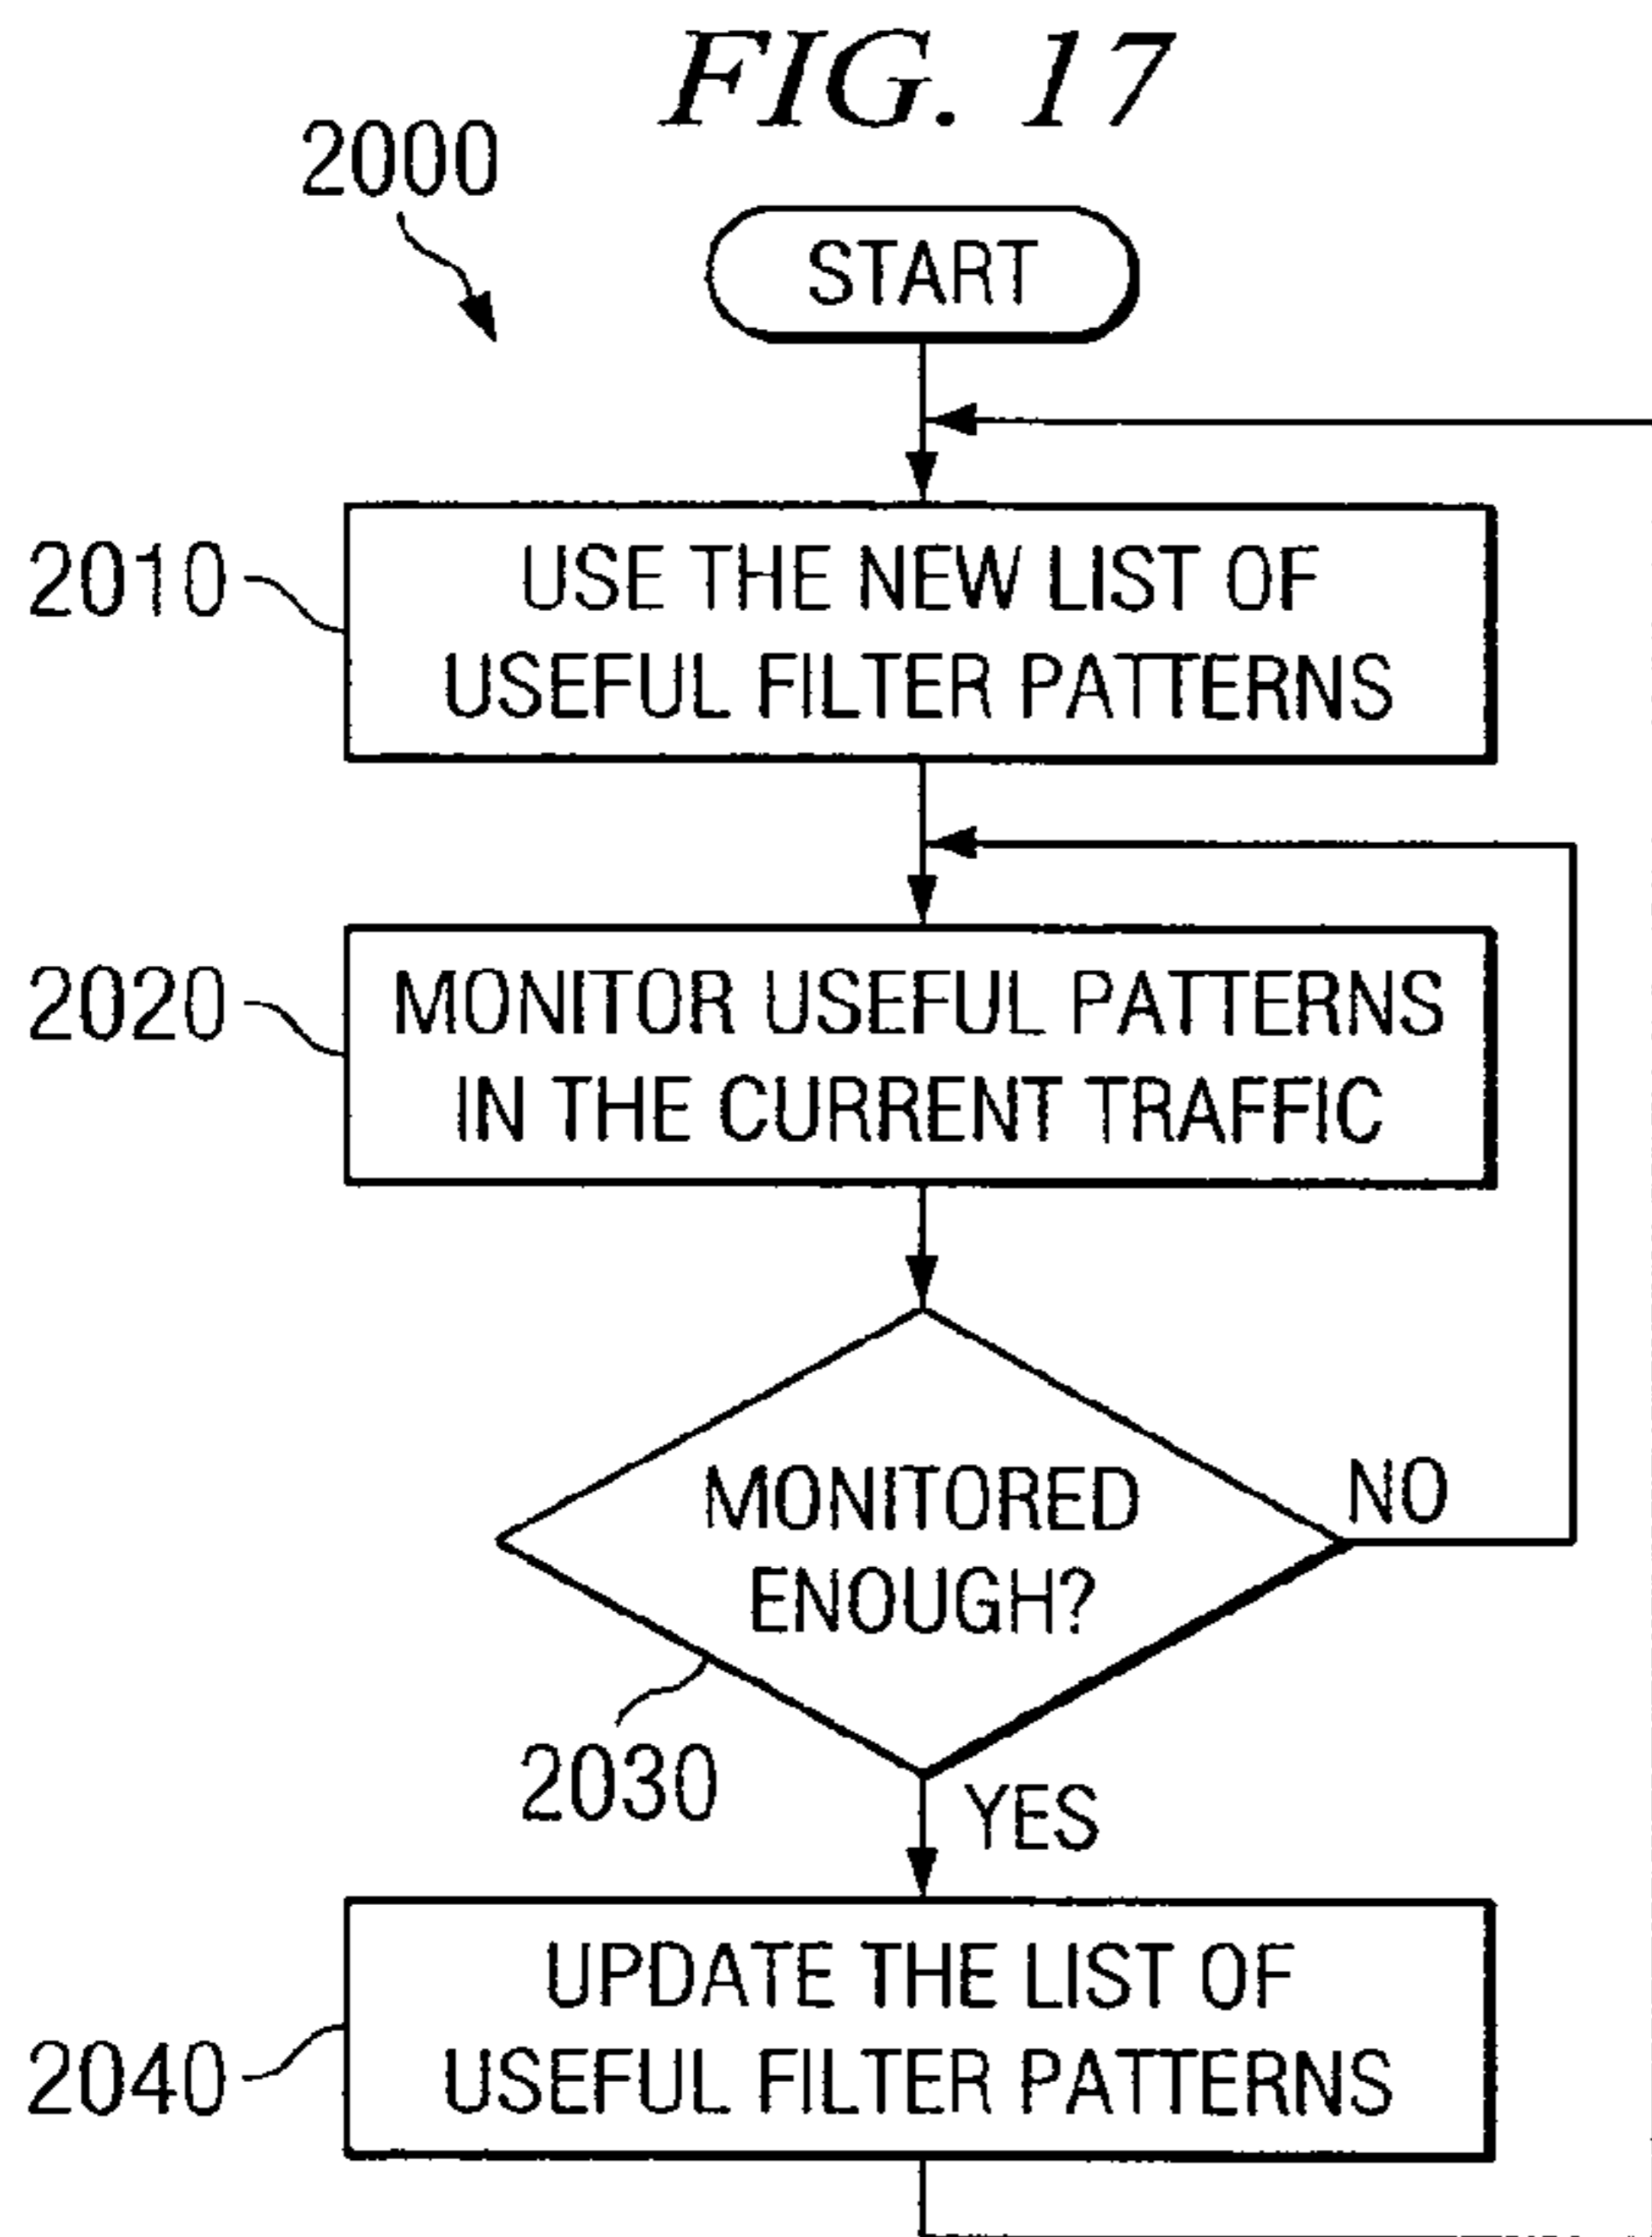 FIG. 17
2000
START
2010
USE THE NEW LIST OF
USEFUL FILTER PATTERNS
2020
MONITOR USEFUL PATTERNS
IN THE CURRENT TRAFFIC
MONITORED
ENOUGH?
NO
2030
YES
2040
UPDATE THE LIST OF
USEFUL FILTER PATTERNS